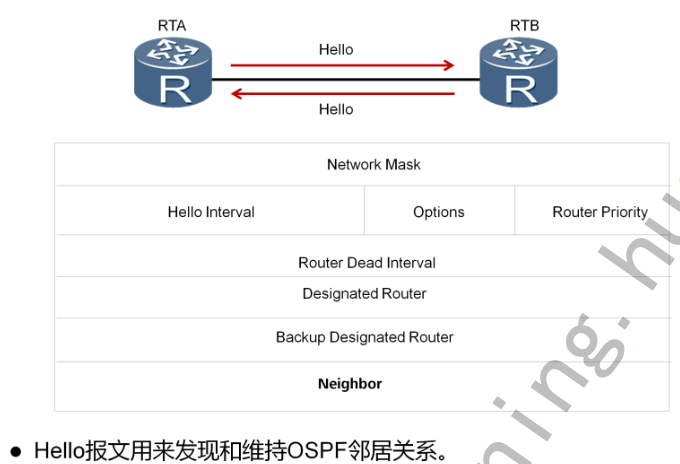 RTA RTB
Hello
R R
Hello
Network Mask
Hello Interval Options Router Priority
Router Dead Interval
Designated Router
Backup Designated Router
Neighbor
● Hello报文用来发现和维持OSPF邻居关系。
ning.hu